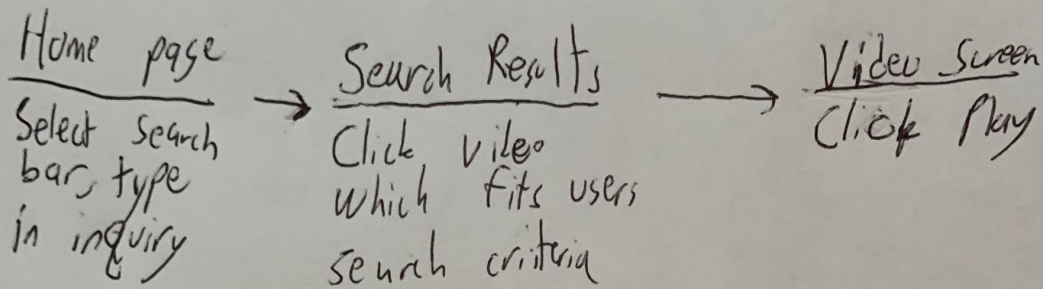 Home page
Select search
bar, type
in inquiry
Search Results
Click video
which fits users
search criiteria
Video Screen
Click Play